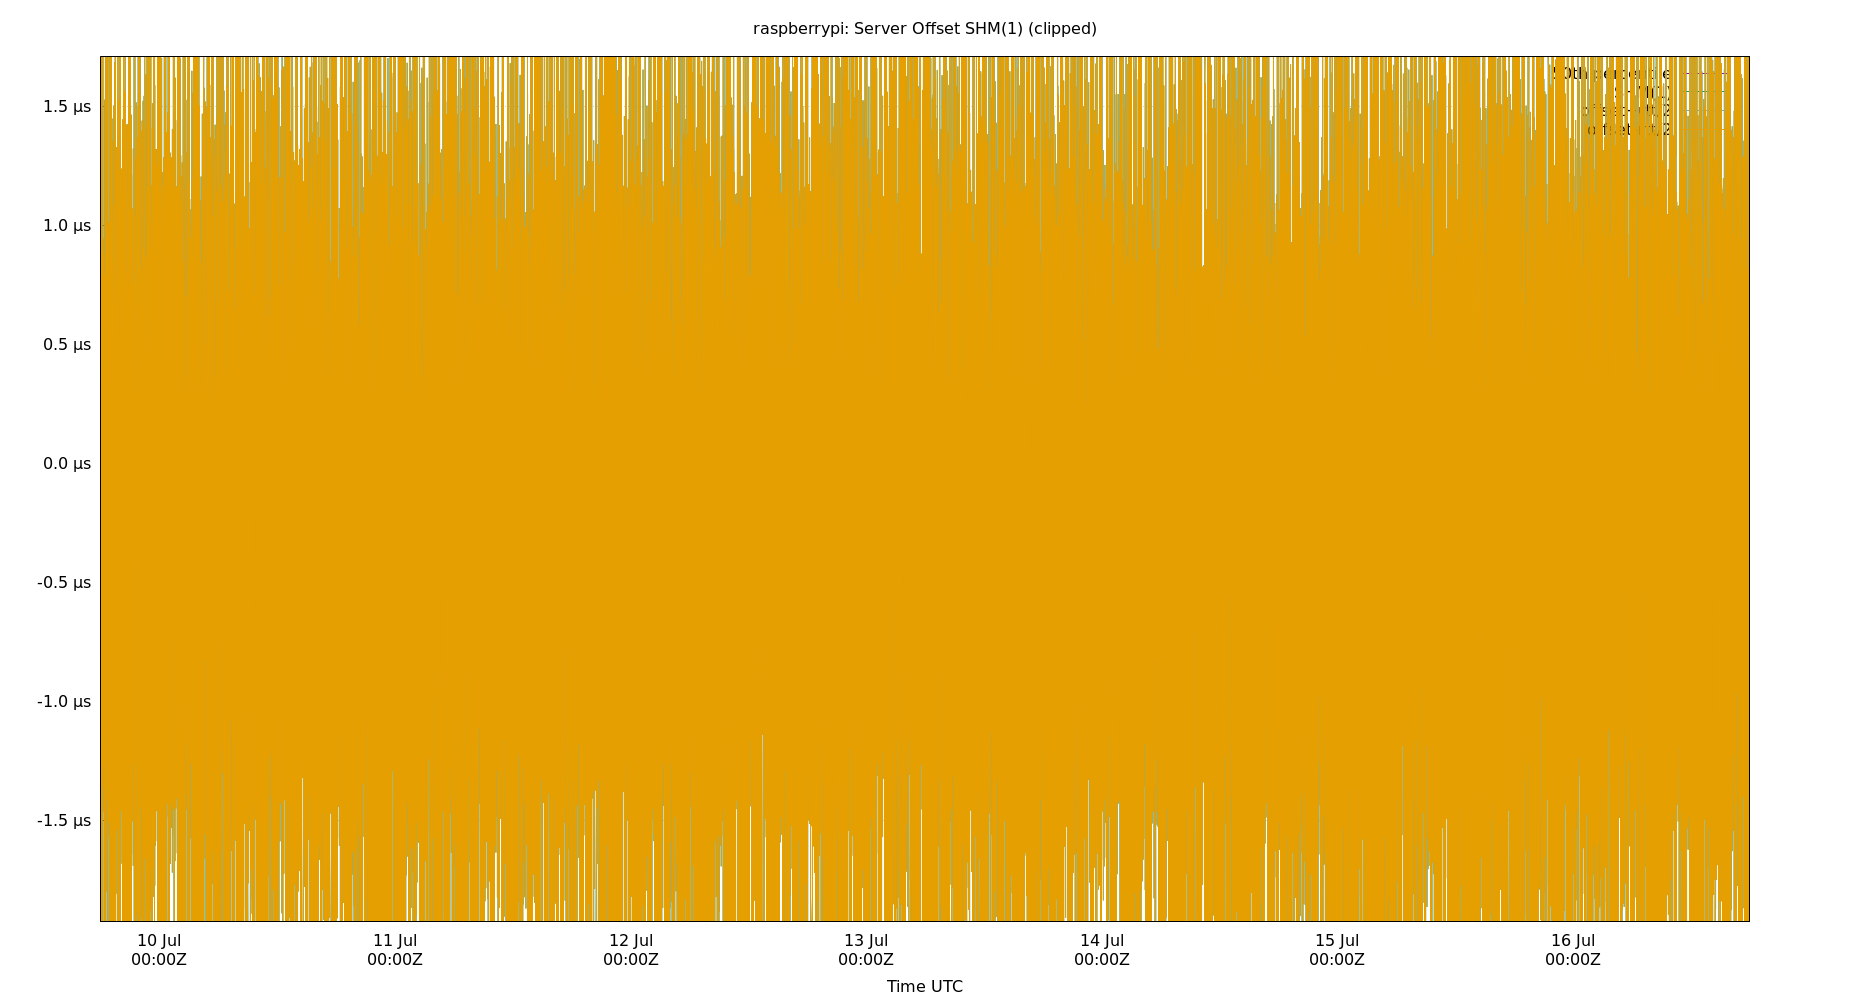 raspberrypi: Server Offset SHM(1) (clipped)
1.5 µs
1.0 µs
0.5 µs
0.0 µs
-0.5 µs
-1.0 µs
-1.5 µs
10 Jul 11 Jul 12 Jul 13 Jul 14 Jul 15 Jul 16 Jul
00:00Z 00:00Z 00:00Z 00:00Z 00:00Z 00:00Z 00:00Z
Time UTC